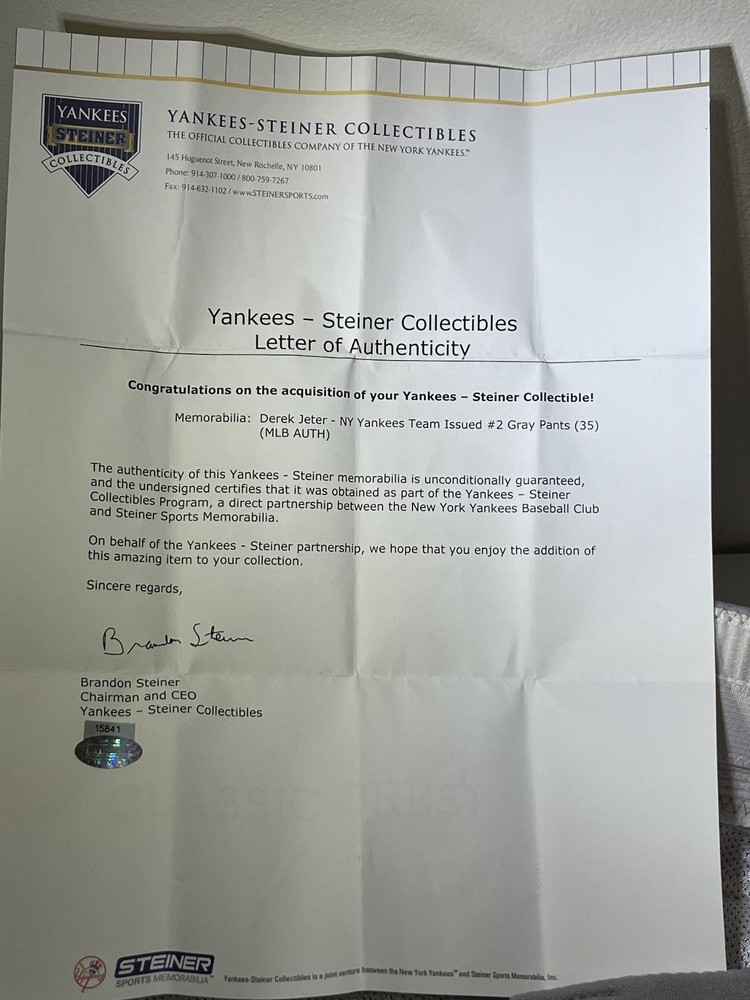 YANKEES
STEINER
COLLECTIBLES
YANKEES-STEINER COLLECTIBLES
THE OFFICIAL COLLECTIBLES COMPANY OF THE NEW YORK YANKEES.™
145 Huguenot Street, New Rochelle, NY 10801
Phone: 914-307-1000 / 800-759-7267
Fax: 914-632-1102 / www.STEINERSPORTS.com
Yankees – Steiner Collectibles
Letter of Authenticity
Congratulations on the acquisition of your Yankees – Steiner Collectible!
Memorabilia: Derek Jeter - NY Yankees Team Issued #2 Gray Pants (35)
(MLB AUTH)
The authenticity of this Yankees - Steiner memorabilia is unconditionally guaranteed,
and the undersigned certifies that it was obtained as part of the Yankees – Steiner
Collectibles Program, a direct partnership between the New York Yankees Baseball Club
and Steiner Sports Memorabilia.
On behalf of the Yankees - Steiner partnership, we hope that you enjoy the addition of
this amazing item to your collection.
Sincere regards,
Brandon Steiner
Brandon Steiner
Chairman and CEO
Yankees – Steiner Collectibles
15841
CLASSIC CREST
STEINER
SPORTS MEMORABILIA™
Yankees-Steiner Collectibles is a joint venture between the New York Yankees™ and Steiner Sports Memorabilia, Inc.